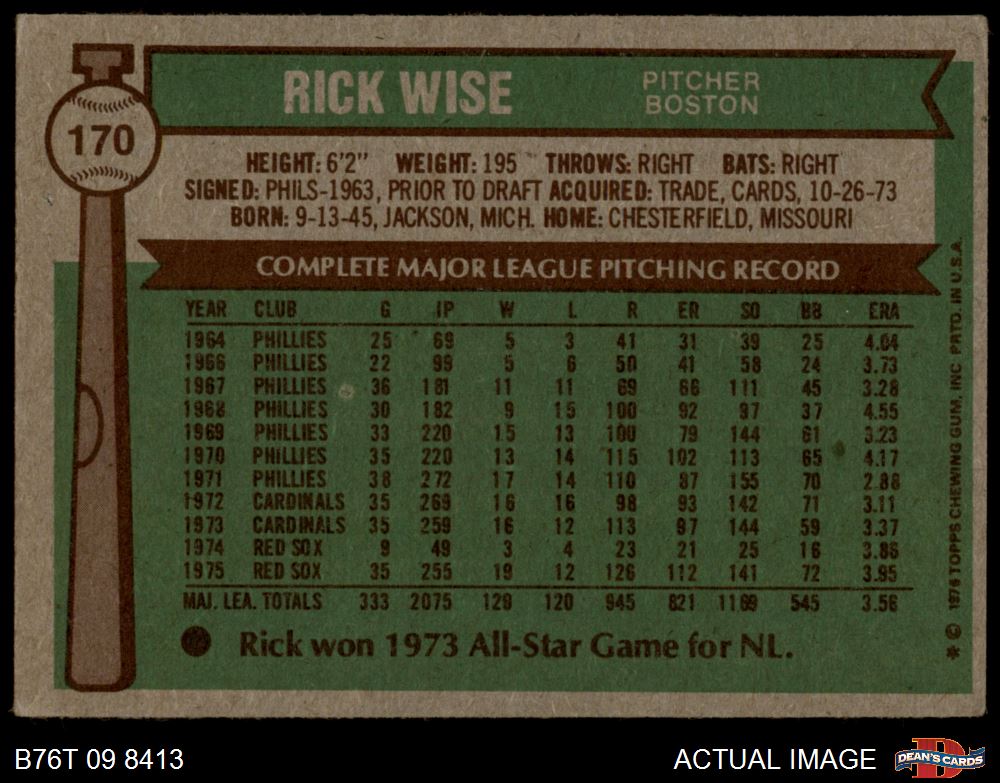 170
RICK WISE
PITCHER
BOSTON
HEIGHT: 6'2" WEIGHT: 195 THROWS: RIGHT BATS: RIGHT
SIGNED: PHILS-1963, PRIOR TO DRAFT ACQUIRED: TRADE, CARDS, 10-26-73
BORN: 9-13-45, JACKSON, MICH. HOME: CHESTERFIELD, MISSOURI
COMPLETE MAJOR LEAGUE PITCHING RECORD
YEAR CLUB G IP W L R ER SO BB ERA
1964 PHILLIES 25 69 5 3 41 31 39 25 4.04
1966 PHILLIES 22 99 5 6 50 41 58 24 3.73
1967 PHILLIES 36 181 11 11 69 66 111 45 3.28
1968 PHILLIES 30 182 9 15 100 92 97 37 4.55
1969 PHILLIES 33 220 15 13 100 79 144 61 3.23
1970 PHILLIES 35 220 13 14 115 102 113 65 4.17
1971 PHILLIES 38 272 17 14 110 87 155 70 2.88
1972 CARDINALS 35 269 16 16 98 93 142 71 3.11
1973 CARDINALS 35 259 16 12 113 97 144 59 3.37
1974 RED SOX 9 49 3 4 23 21 25 16 3.86
1975 RED SOX 35 255 19 12 126 112 141 72 3.95
MAJ. LEA. TOTALS 333 2075 129 120 945 821 1169 545 3.56
Rick won 1973 All-Star Game for NL.
* © 1976 TOPPS CHEWING GUM, INC PRTD. IN U.S.A.
B76T 09 8413
ACTUAL IMAGE
D
DEAN'S CARDS